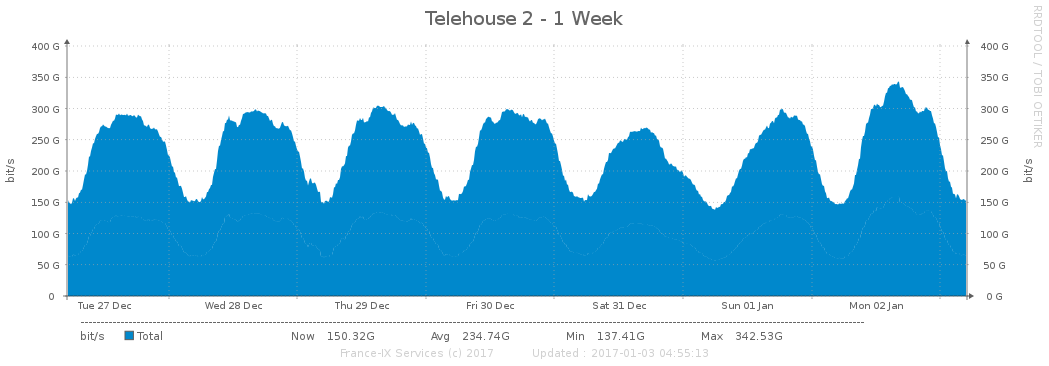 Telehouse 2 - 1 Week
RRDTOOL / TOBI OETIKER
400 G 400 G
350 G 350 G
300 G 300 G
250 G 250 G
200 G 200 G
150 G 150 G
100 G 100 G
50 G 50 G
0 0 G
bit/s bit/s
Tue 27 Dec Wed 28 Dec Thu 29 Dec Fri 30 Dec Sat 31 Dec Sun 01 Jan Mon 02 Jan
bit/s Total Now 150.32G Avg 234.74G Min 137.41G Max 342.53G
France-IX Services (c) 2017 Updated : 2017-01-03 04:55:13